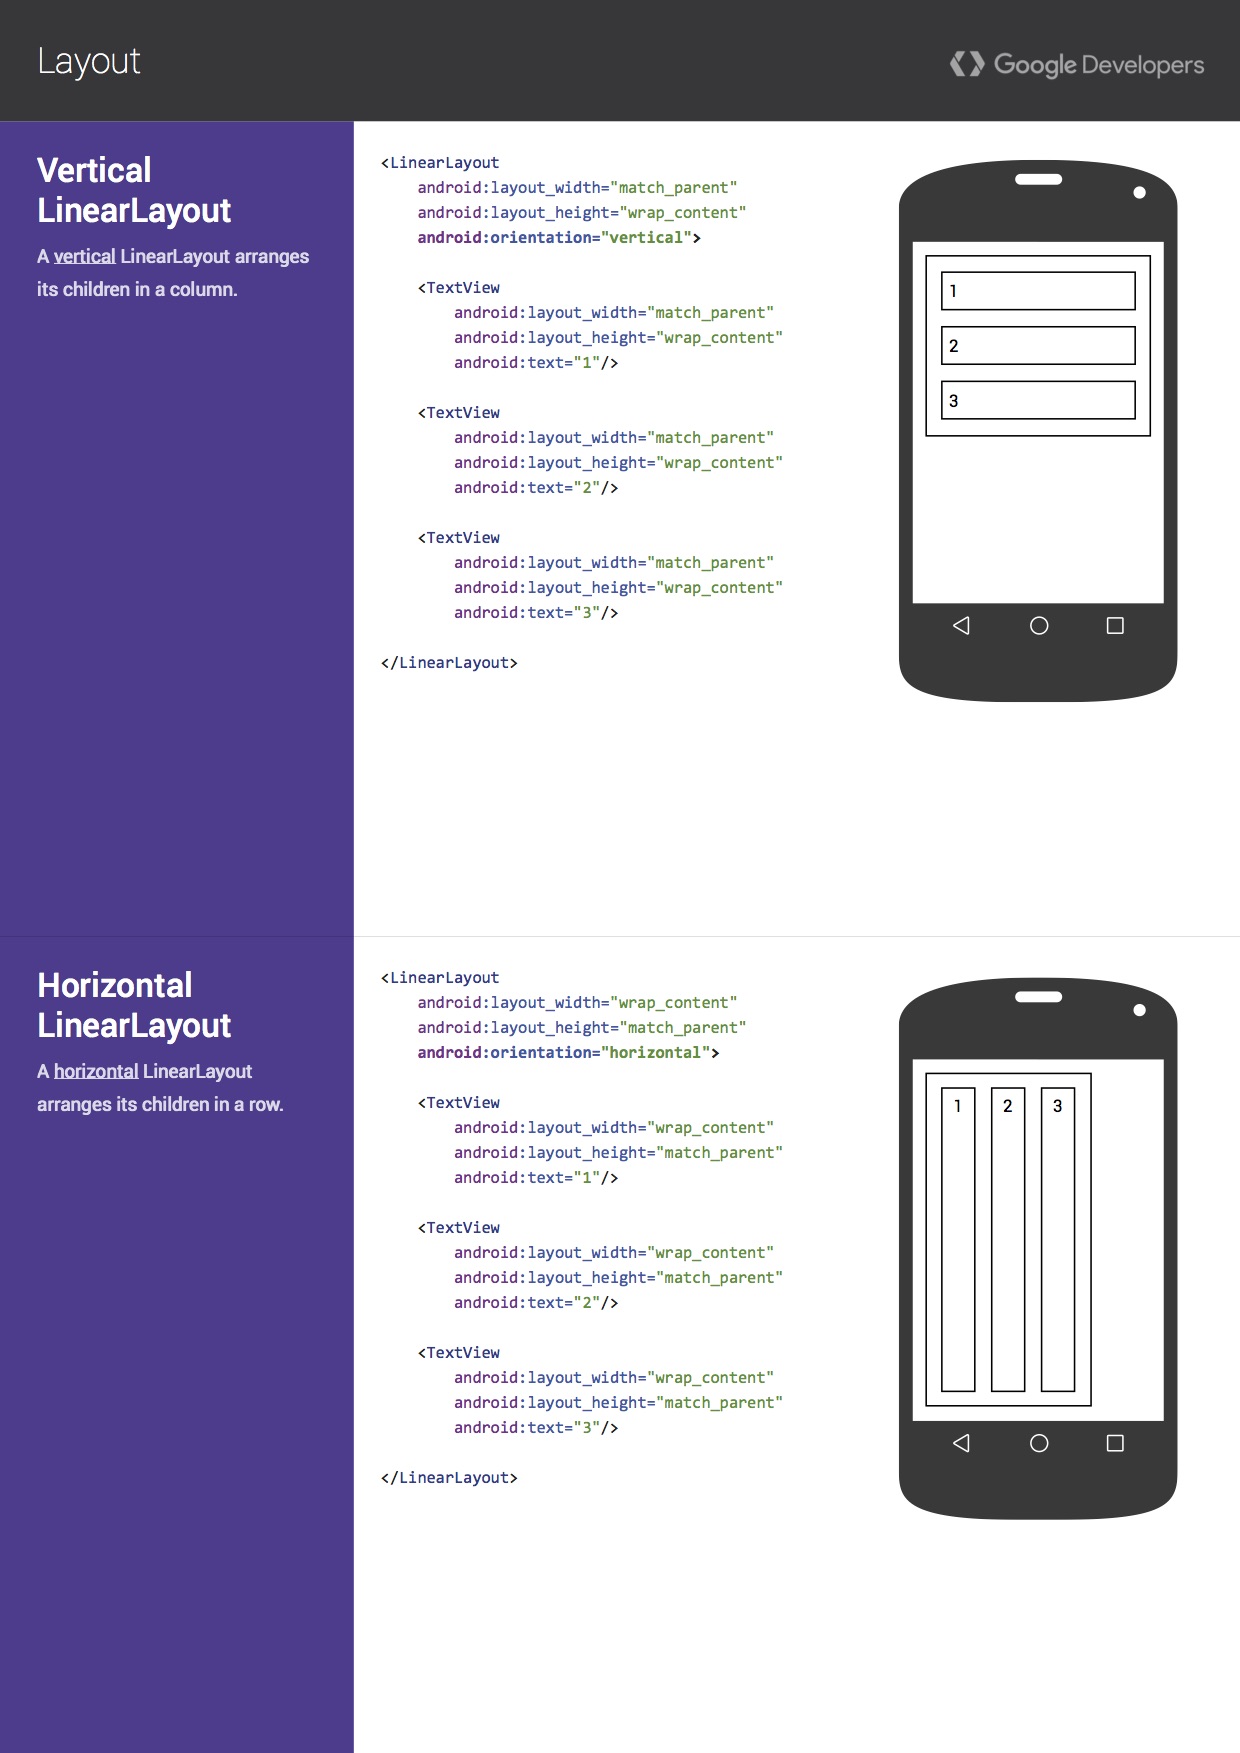 Layout
Google Developers
Vertical
LinearLayout
A vertical LinearLayout arranges
its children in a column.
<LinearLayout
    android:layout_width="match_parent"
    android:layout_height="wrap_content"
    android:orientation="vertical">
    <TextView
        android:layout_width="match_parent"
        android:layout_height="wrap_content"
        android:text="1"/>
    <TextView
        android:layout_width="match_parent"
        android:layout_height="wrap_content"
        android:text="2"/>
    <TextView
        android:layout_width="match_parent"
        android:layout_height="wrap_content"
        android:text="3"/>
</LinearLayout>
1
2
3
Horizontal
LinearLayout
A horizontal LinearLayout
arranges its children in a row.
<LinearLayout
    android:layout_width="wrap_content"
    android:layout_height="match_parent"
    android:orientation="horizontal">
    <TextView
        android:layout_width="wrap_content"
        android:layout_height="match_parent"
        android:text="1"/>
    <TextView
        android:layout_width="wrap_content"
        android:layout_height="match_parent"
        android:text="2"/>
    <TextView
        android:layout_width="wrap_content"
        android:layout_height="match_parent"
        android:text="3"/>
</LinearLayout>
1 2 3